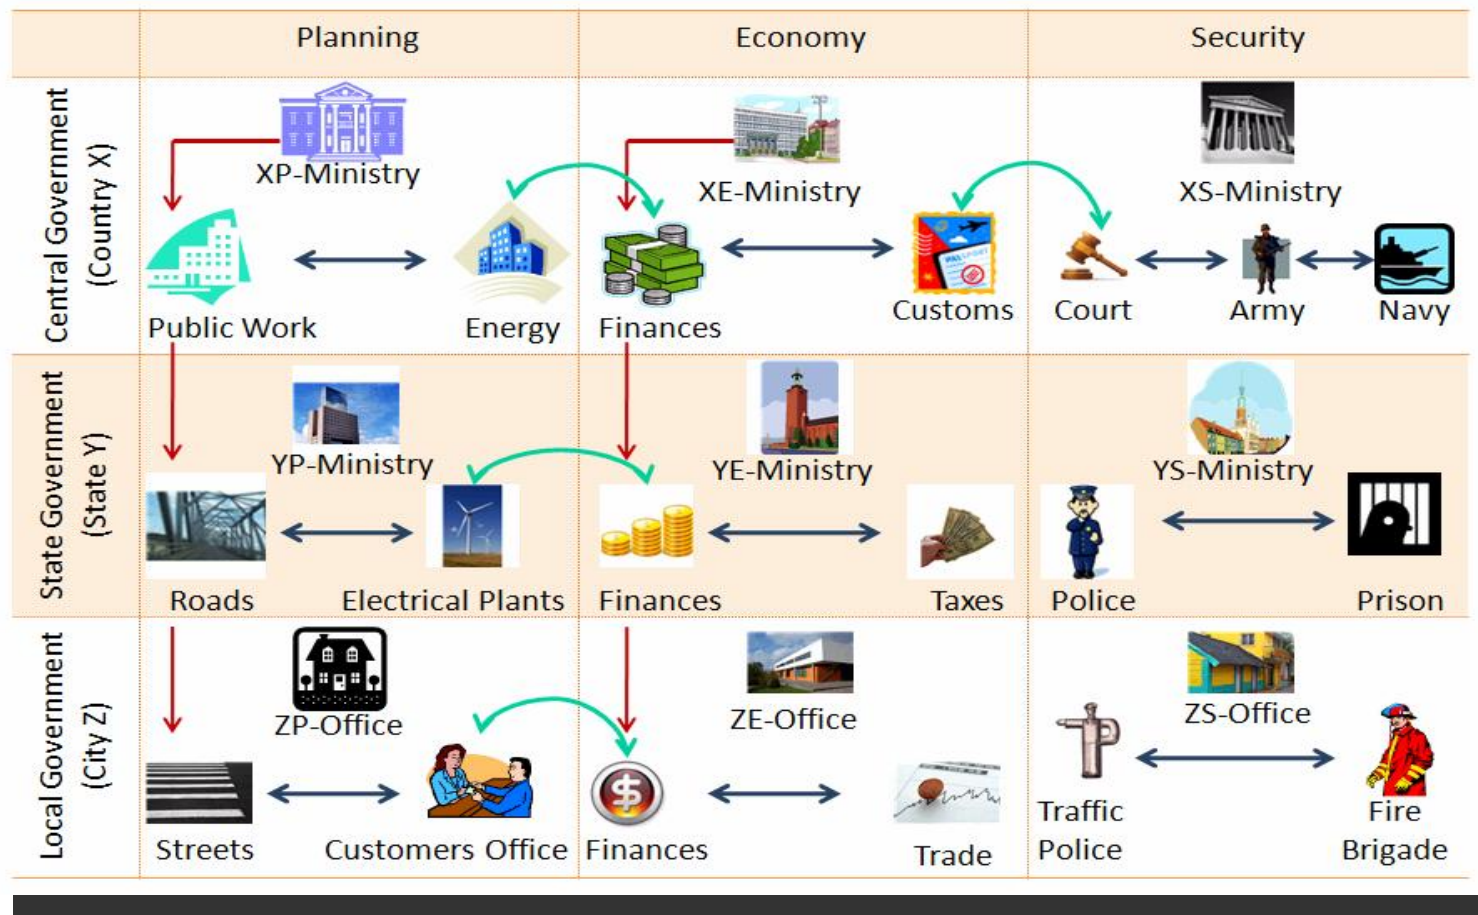 Planning
Economy
Security
Central Government
(Country X)
XP-Ministry
XE-Ministry
XS-Ministry
PASSPORT
Public Work
Energy
Finances
Customs
Court
Army
Navy
State Government
(State Y)
YP-Ministry
YE-Ministry
YS-Ministry
Roads
Electrical Plants
Finances
Taxes
Police
Prison
Local Government
(City Z)
ZP-Office
ZE-Office
ZS-Office
$
Streets
Customers Office
Finances
Trade
Traffic
Police
Fire
Brigade